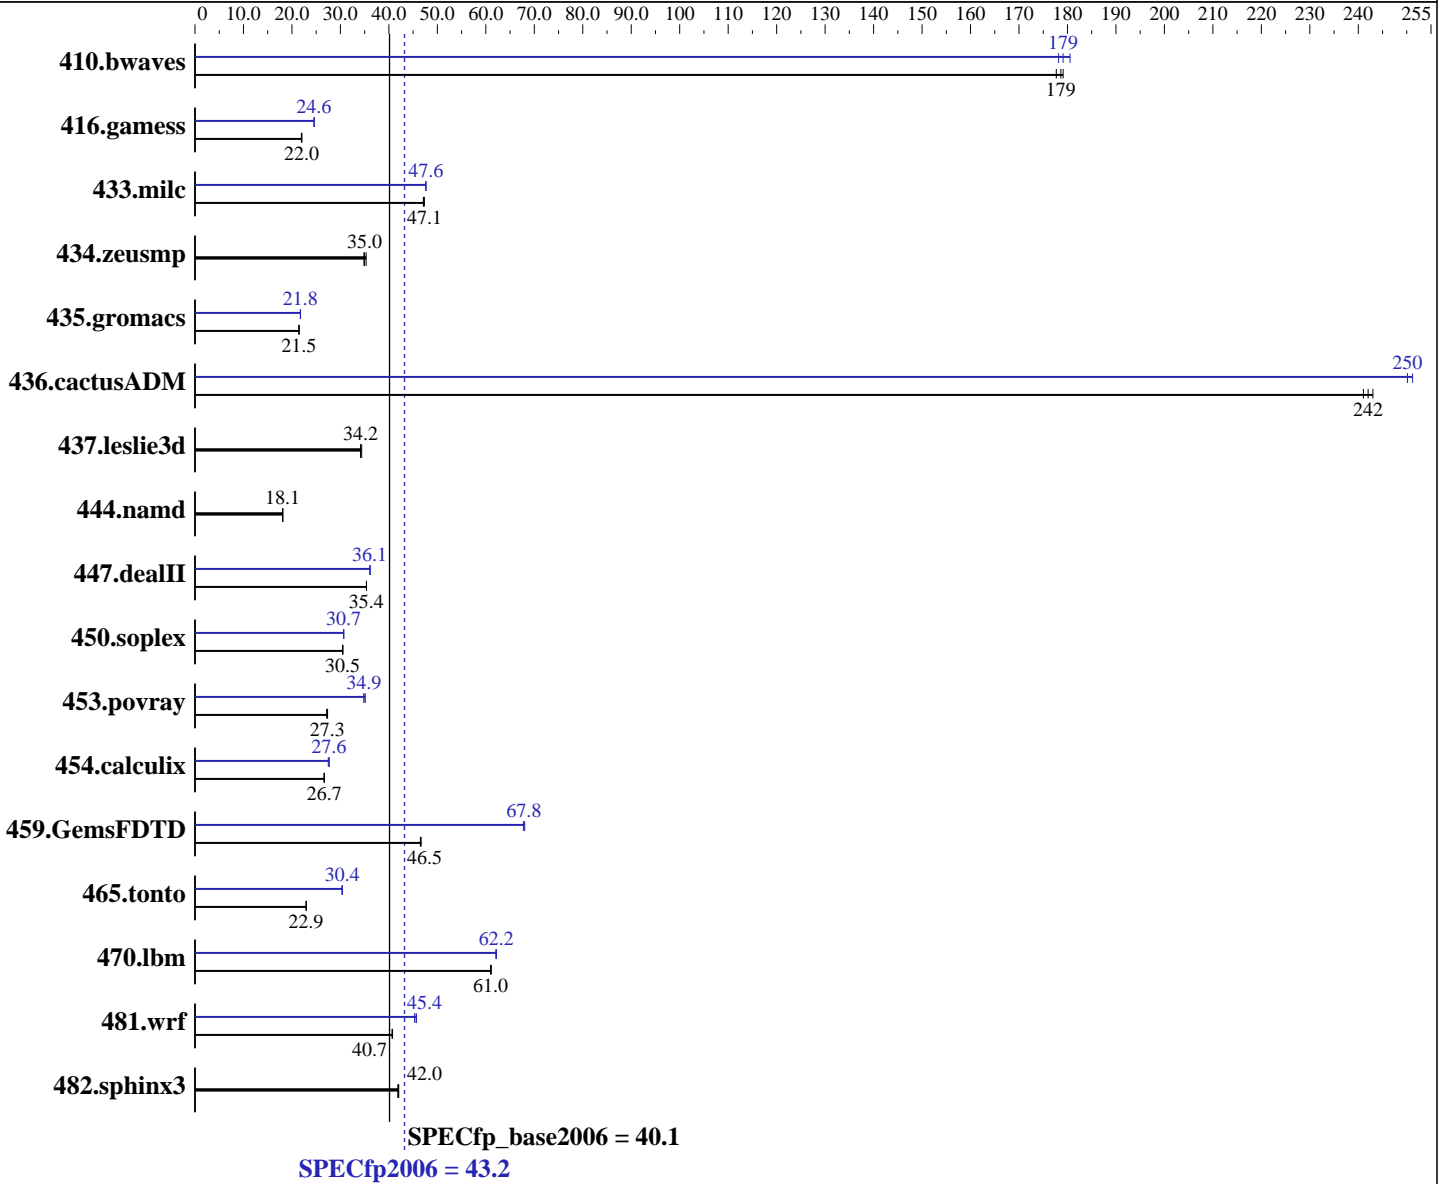 0 10.0 20.0 30.0 40.0 50.0 60.0 70.0 80.0 90.0 100 110 120 130 140 150 160 170 180 190 200 210 220 230 240 255
410.bwaves 179
179
416.gamess 24.6
22.0
433.milc 47.6
47.1
434.zeusmp 35.0
435.gromacs 21.8
21.5
436.cactusADM 250
242
437.leslie3d 34.2
444.namd 18.1
447.dealII 36.1
35.4
450.soplex 30.7
30.5
453.povray 34.9
27.3
454.calculix 27.6
26.7
459.GemsFDTD 67.8
46.5
465.tonto 30.4
22.9
470.lbm 62.2
61.0
481.wrf 45.4
40.7
482.sphinx3 42.0
SPECfp_base2006 = 40.1
SPECfp2006 = 43.2